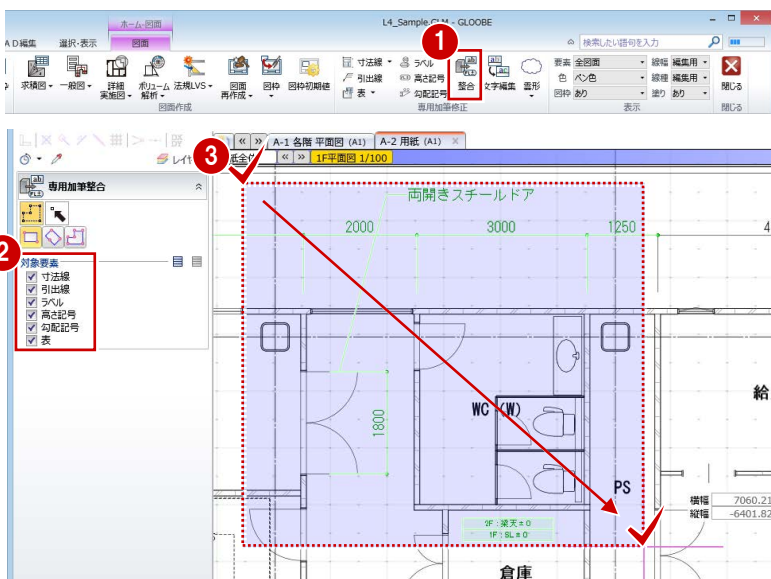 ホーム-図面
L4_Sample.GLM - GLOOBE
AD編集 選択・表示 図面
検索したい語句を入力
1
求積図 一般図 詳細 実施図 ボリューム 解析 法規LVS 図面 再作成 図枠 図枠初期値
寸法線 ラベル
引出線 高さ記号
表 勾配記号
整合 文字編集 雲形
要素 全図面 線幅 編集用
色 ペン色 線種 編集用
図枠 あり 塗り あり
閉じる
図面作成 専用加筆修正 表示 閉じる
A-1 各階 平面図 (A1) A-2 用紙 (A1)
3
1F平面図 1/100
専用加筆整合
2
対象要素
寸法線
引出線
ラベル
高さ記号
勾配記号
表
両開きスチールドア
2000 3000 1250 4
1800
WC (W)
給
PS
横幅 7060.21
縦幅 -6401.82
2F:梁天±0
1F:SL±0
倉庫